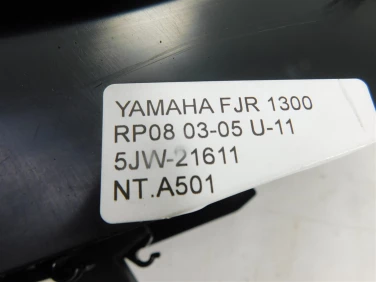 YAMAHA FJR 1300
RP08 03-05 U-11
5JW-21611
NT.A501